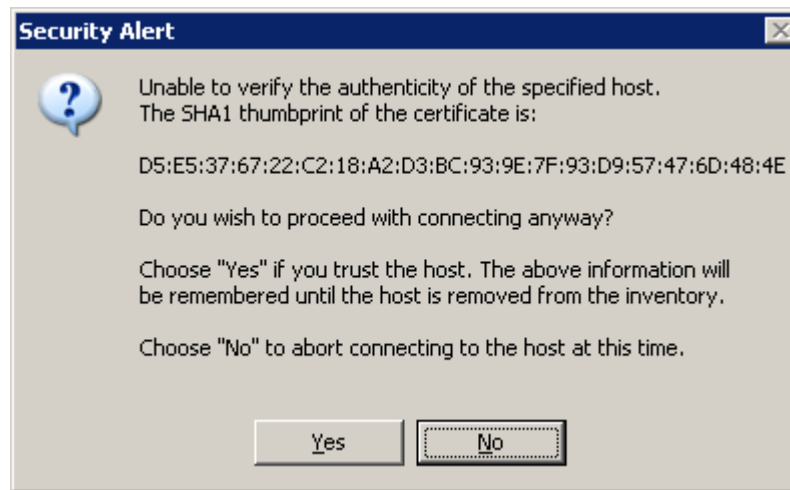 Security Alert
Unable to verify the authenticity of the specified host.
The SHA1 thumbprint of the certificate is:
D5:E5:37:67:22:C2:18:A2:D3:BC:93:9E:7F:93:D9:57:47:6D:48:4E
Do you wish to proceed with connecting anyway?
Choose "Yes" if you trust the host. The above information will
be remembered until the host is removed from the inventory.
Choose "No" to abort connecting to the host at this time.
Yes
No